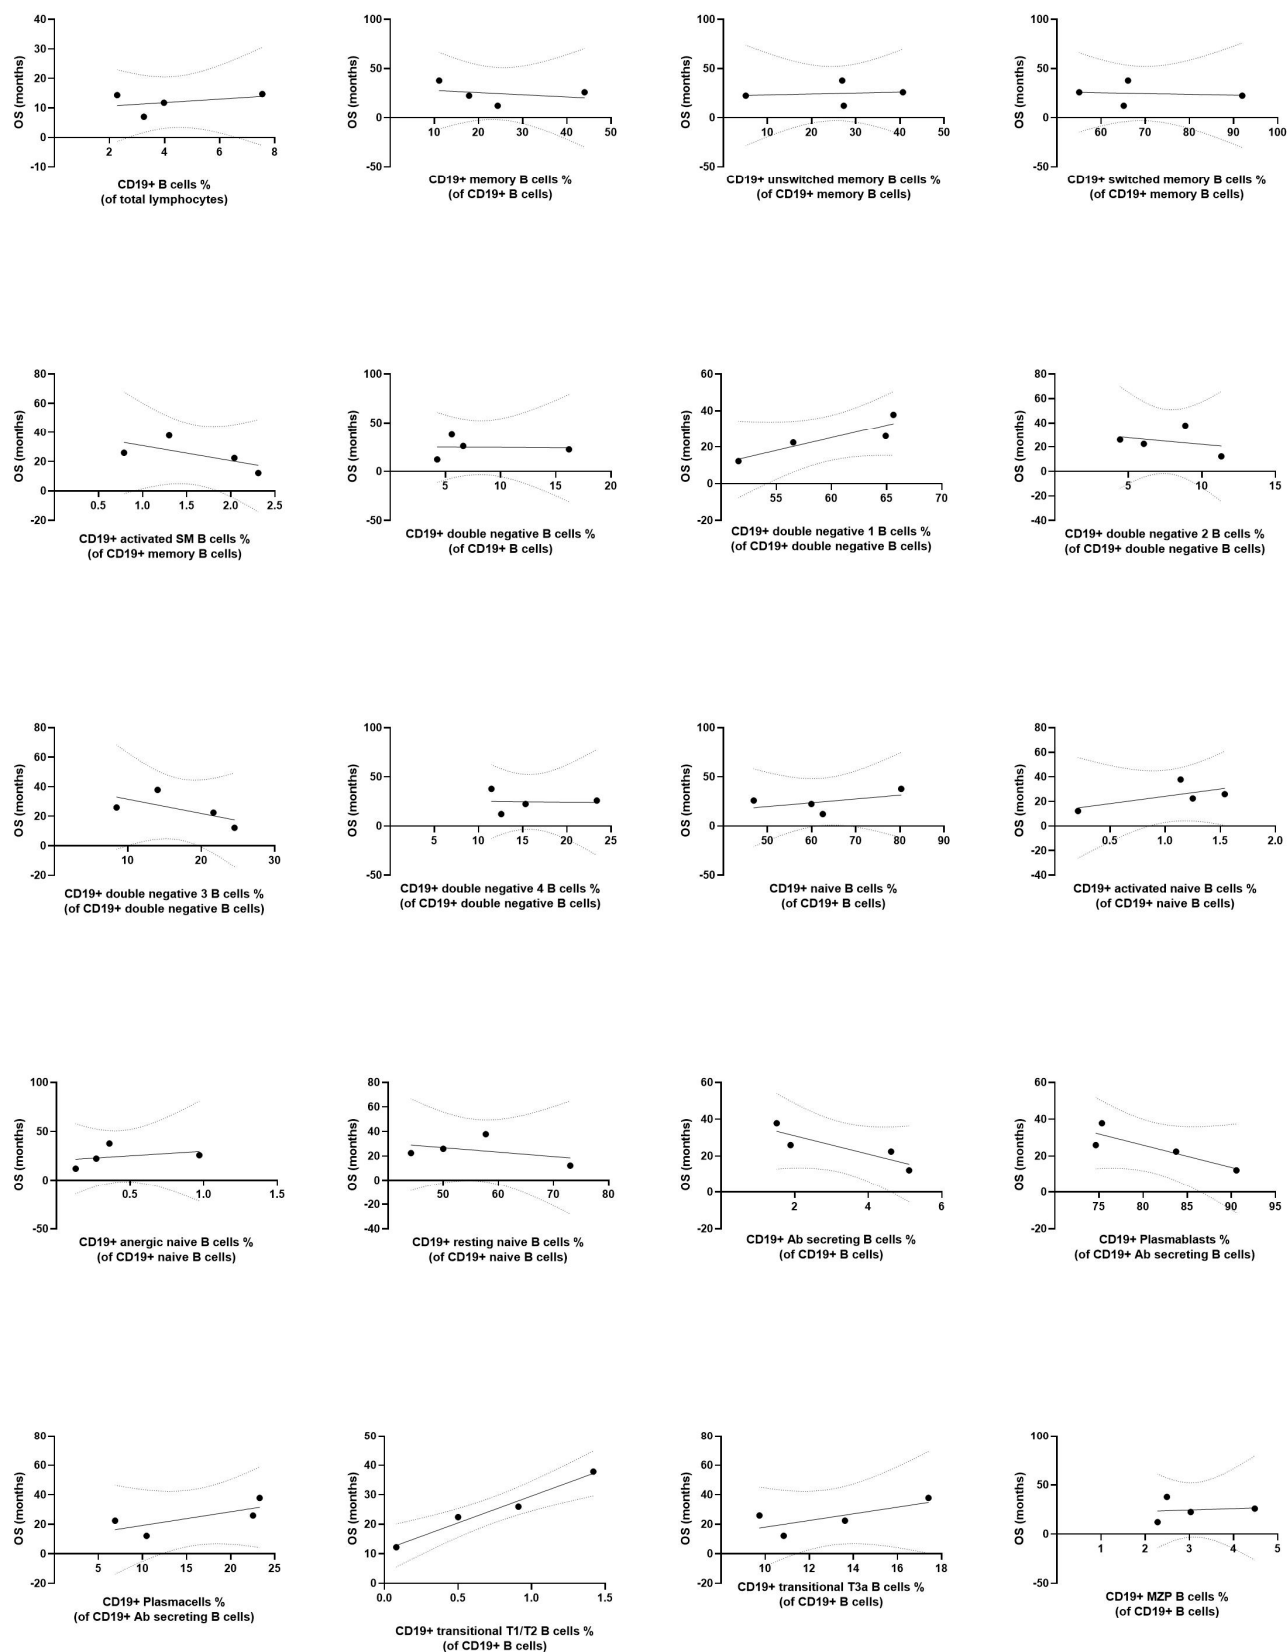 40
30
20
10
0
-10
OS (months)
2 4 6 8
CD19+ B cells %
(of total lymphocytes)
100
50
0
-50
OS (months)
10 20 30 40 50
CD19+ memory B cells %
(of CD19+ B cells)
100
50
0
-50
OS (months)
10 20 30 40 50
CD19+ unswitched memory B cells %
(of CD19+ memory B cells)
100
50
0
-50
OS (months)
60 70 80 90 100
CD19+ switched memory B cells %
(of CD19+ memory B cells)
80
60
40
20
0
-20
OS (months)
0.5 1.0 1.5 2.0 2.5
CD19+ activated SM B cells %
(of CD19+ memory B cells)
100
50
0
-50
OS (months)
5 10 15 20
CD19+ double negative B cells %
(of CD19+ B cells)
60
40
20
0
-20
OS (months)
55 60 65 70
CD19+ double negative 1 B cells %
(of CD19+ double negative B cells)
80
60
40
20
0
-20
-40
OS (months)
5 10 15
CD19+ double negative 2 B cells %
(of CD19+ double negative B cells)
80
60
40
20
0
-20
OS (months)
10 20 30
CD19+ double negative 3 B cells %
(of CD19+ double negative B cells)
100
50
0
-50
OS (months)
5 10 15 20 25
CD19+ double negative 4 B cells %
(of CD19+ double negative B cells)
100
50
0
-50
OS (months)
50 60 70 80 90
CD19+ naive B cells %
(of CD19+ B cells)
80
60
40
20
0
-20
-40
OS (months)
0.5 1.0 1.5 2.0
CD19+ activated naive B cells %
(of CD19+ naive B cells)
100
50
0
-50
OS (months)
0.5 1.0 1.5
CD19+ anergic naive B cells %
(of CD19+ naive B cells)
80
60
40
20
0
-20
-40
OS (months)
50 60 70 80
CD19+ resting naive B cells %
(of CD19+ naive B cells)
60
40
20
0
-20
OS (months)
2 4 6
CD19+ Ab secreting B cells %
(of CD19+ B cells)
60
40
20
0
-20
OS (months)
75 80 85 90 95
CD19+ Plasmablasts %
(of CD19+ Ab secreting B cells)
80
60
40
20
0
-20
OS (months)
5 10 15 20 25
CD19+ Plasmacells %
(of CD19+ Ab secreting B cells)
50
40
30
20
10
0
OS (months)
0.0 0.5 1.0 1.5
CD19+ transitional T1/T2 B cells %
(of CD19+ B cells)
80
60
40
20
0
-20
OS (months)
10 12 14 16 18
CD19+ transitional T3a B cells %
(of CD19+ B cells)
100
50
0
-50
OS (months)
1 2 3 4 5
CD19+ MZP B cells %
(of CD19+ B cells)